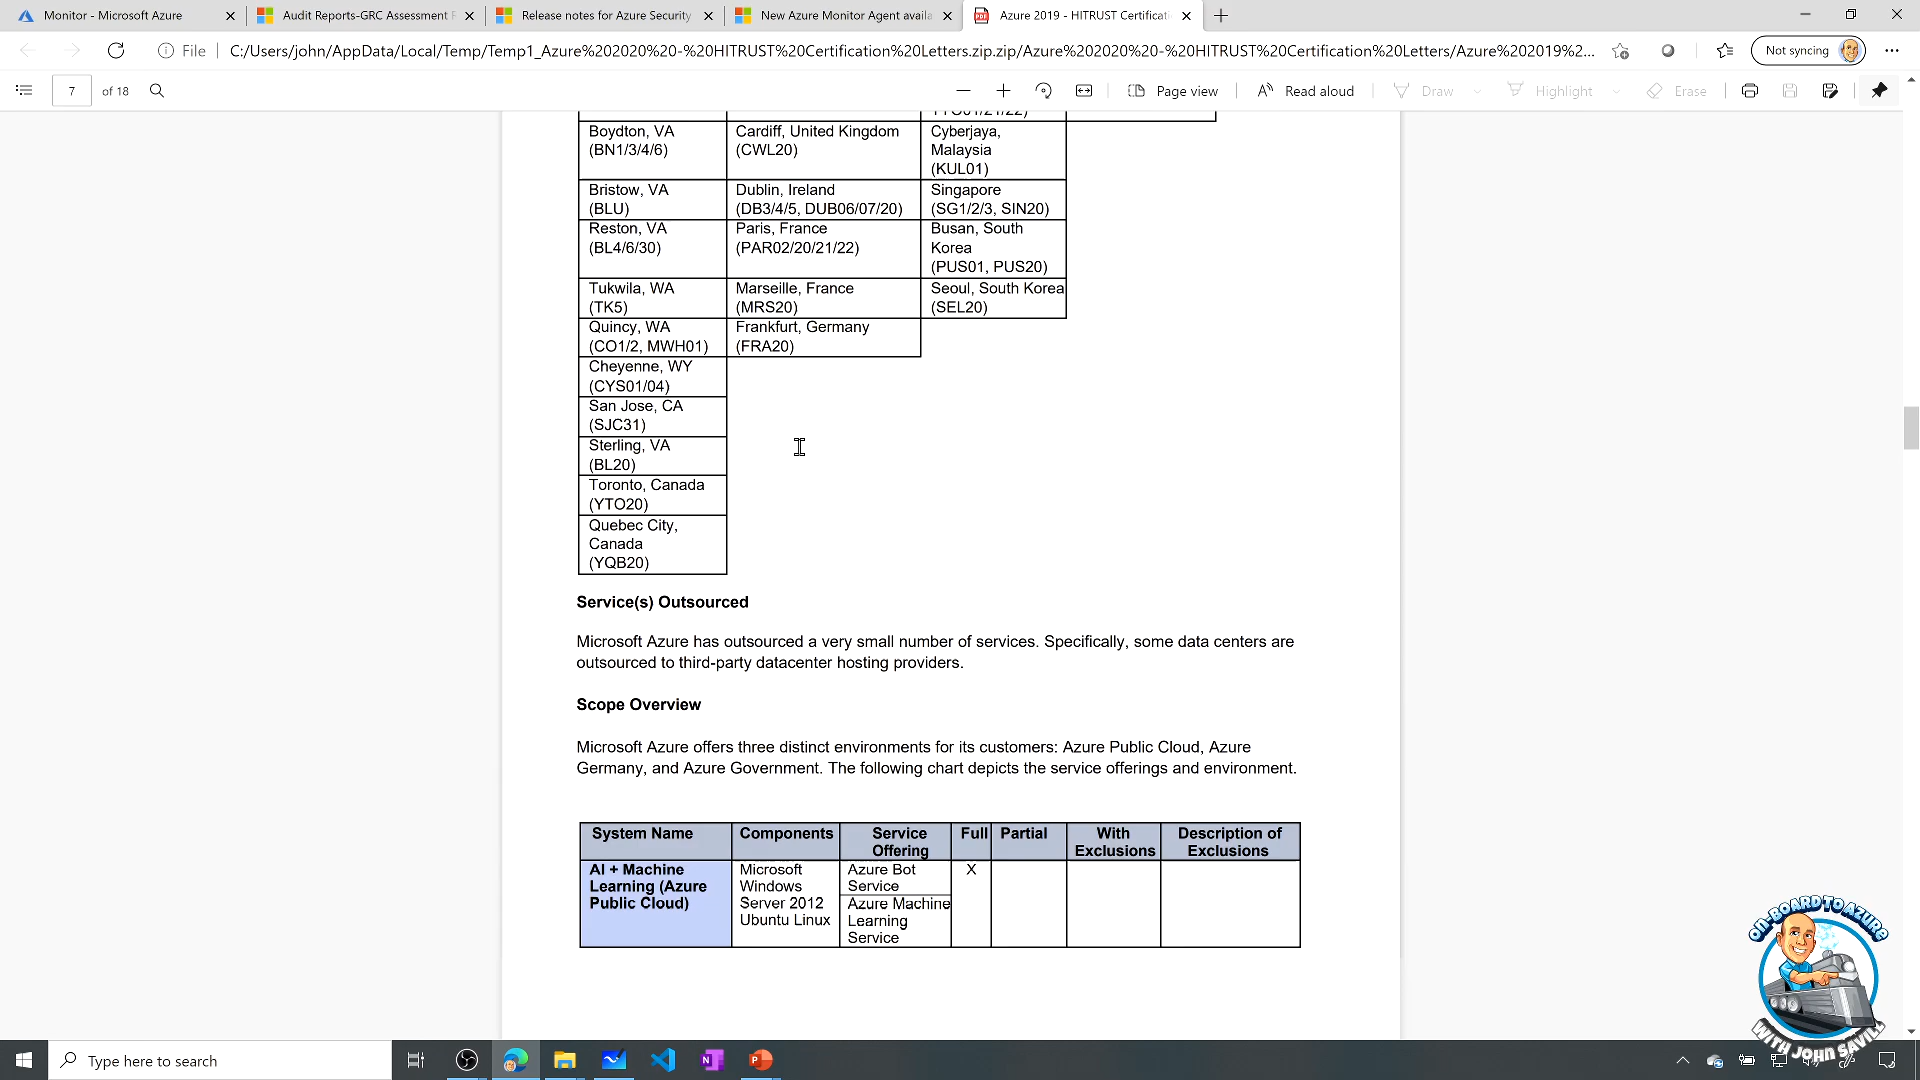 Monitor - Microsoft Azure
Audit Reports-GRC Assessment F
Release notes for Azure Security
New Azure Monitor Agent availa
Azure 2019 - HITRUST Certificati
File
C:/Users/john/AppData/Local/Temp/Temp1_Azure%202020%20-%20HITRUST%20Certification%20Letters.zip.zip/Azure%202020%20-%20HITRUST%20Certification%20Letters/Azure%202019%2...
Not syncing
7 of 18
Page view
Read aloud
Draw
Highlight
Erase
Boydton, VA
(BN1/3/4/6)
Cardiff, United Kingdom
(CWL20)
Cyberjaya,
Malaysia
(KUL01)
Bristow, VA
(BLU)
Dublin, Ireland
(DB3/4/5, DUB06/07/20)
Singapore
(SG1/2/3, SIN20)
Reston, VA
(BL4/6/30)
Paris, France
(PAR02/20/21/22)
Busan, South
Korea
(PUS01, PUS20)
Tukwila, WA
(TK5)
Marseille, France
(MRS20)
Seoul, South Korea
(SEL20)
Quincy, WA
(CO1/2, MWH01)
Frankfurt, Germany
(FRA20)
Cheyenne, WY
(CYS01/04)
San Jose, CA
(SJC31)
Sterling, VA
(BL20)
Toronto, Canada
(YTO20)
Quebec City,
Canada
(YQB20)
Service(s) Outsourced
Microsoft Azure has outsourced a very small number of services. Specifically, some data centers are
outsourced to third-party datacenter hosting providers.
Scope Overview
Microsoft Azure offers three distinct environments for its customers: Azure Public Cloud, Azure
Germany, and Azure Government. The following chart depicts the service offerings and environment.
System Name
Components
Service
Offering
Full
Partial
With
Exclusions
Description of
Exclusions
AI + Machine
Learning (Azure
Public Cloud)
Microsoft
Windows
Server 2012
Ubuntu Linux
Azure Bot
Service
X
Azure Machine
Learning
Service
ON-BOARD TO AZURE
WITH JOHN SAVILL
Type here to search